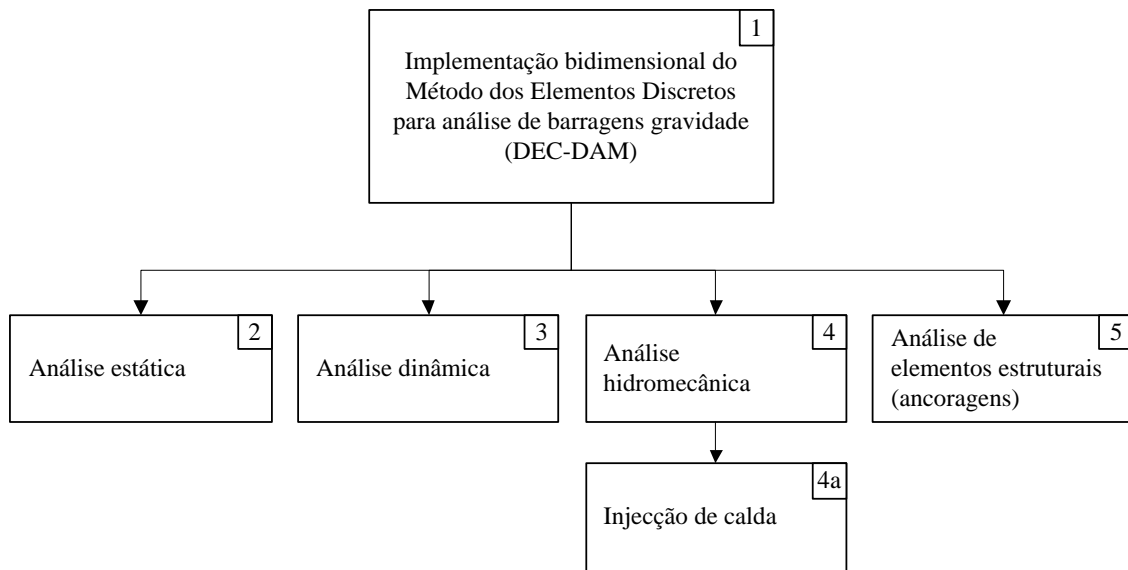 1
Implementação bidimensional do
Método dos Elementos Discretos
para análise de barragens gravidade
(DEC-DAM)
2
Análise estática
3
Análise dinâmica
4
Análise
hidromecânica
5
Análise de
elementos estruturais
(ancoragens)
4a
Injecção de calda